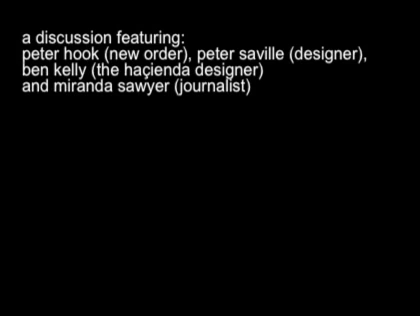 a discussion featuring:
peter hook (new order), peter saville (designer),
ben kelly (the haçienda designer)
and miranda sawyer (journalist)